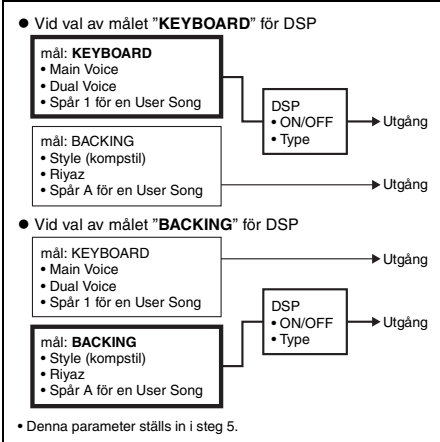 ● Vid val av målet ”KEYBOARD” för DSP
mål: KEYBOARD
• Main Voice
• Dual Voice
• Spår 1 för en User Song
DSP
• ON/OFF
• Type
Utgång
mål: BACKING
• Style (kompstil)
• Riyaz
• Spår A för en User Song
Utgång
● Vid val av målet ”BACKING” för DSP
mål: KEYBOARD
• Main Voice
• Dual Voice
• Spår 1 för en User Song
Utgång
DSP
• ON/OFF
• Type
Utgång
mål: BACKING
• Style (kompstil)
• Riyaz
• Spår A för en User Song
• Denna parameter ställs in i steg 5.